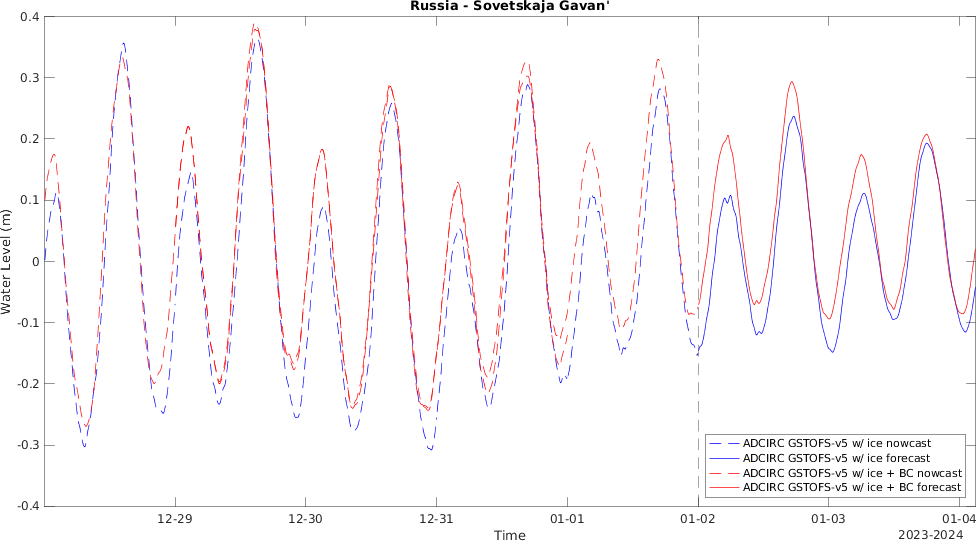 Russia - Sovetskaja Gavan'
Water Level (m)
0.4
0.3
0.2
0.1
0
-0.1
-0.2
-0.3
-0.4
ADCIRC GSTOFS-v5 w/ ice nowcast
ADCIRC GSTOFS-v5 w/ ice forecast
ADCIRC GSTOFS-v5 w/ ice + BC nowcast
ADCIRC GSTOFS-v5 w/ ice + BC forecast
12-29 12-30 12-31 01-01 01-02 01-03 01-04
Time
2023-2024